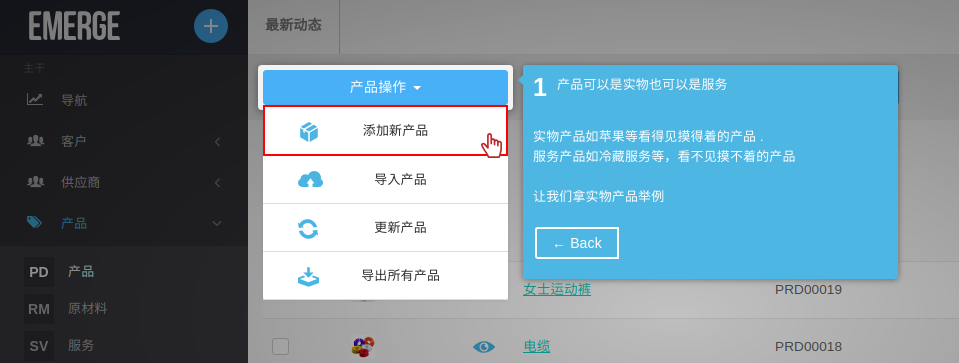 EMERGE
主干
导航
客户
供应商
产品
PD 产品
RM 原材料
SV 服务
最新动态
产品操作
添加新产品
导入产品
更新产品
导出所有产品
1 产品可以是实物也可以是服务
实物产品如苹果等看得见摸得着的产品 .
服务产品如冷藏服务等，看不见摸不着的产品
让我们拿实物产品举例
← Back
女士运动裤 PRD00019
电缆 PRD00018